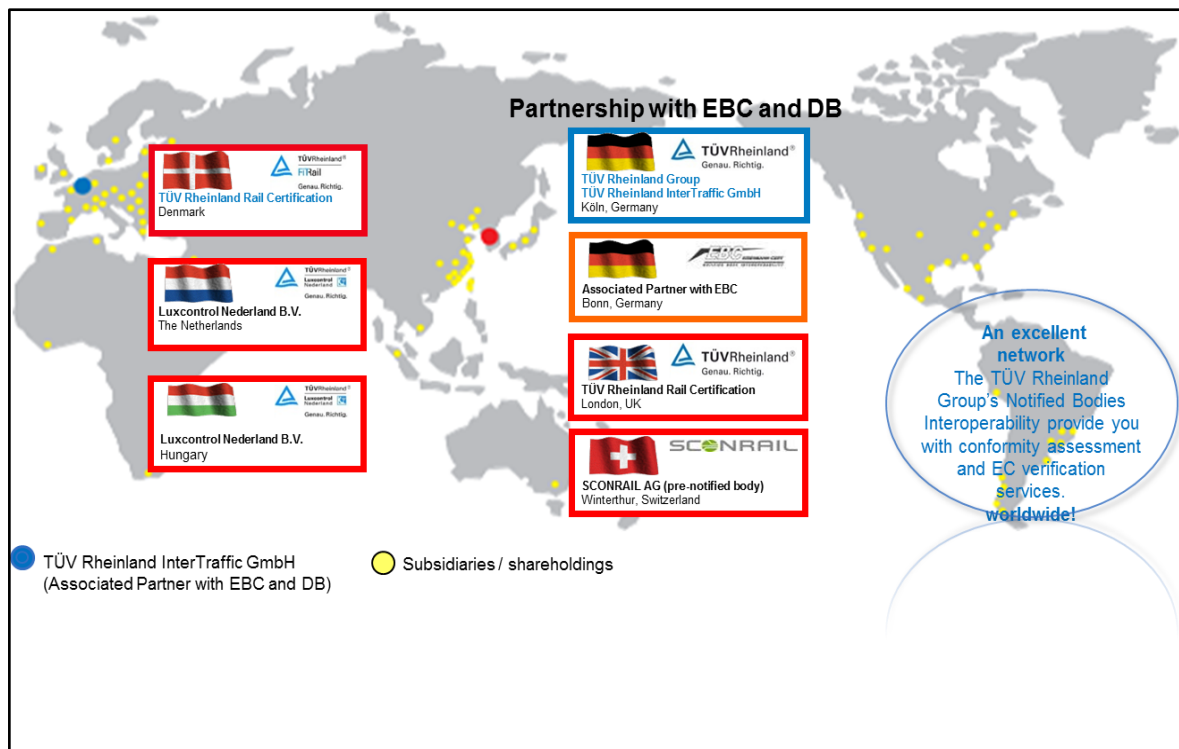 Partnership with EBC and DB
TÜVRheinland®
FITRail
Genau. Richtig.
TÜV Rheinland Rail Certification
Denmark
TÜVRheinland®
Luxcontrol
Nederland
Genau. Richtig.
Luxcontrol Nederland B.V.
The Netherlands
TÜVRheinland®
Luxcontrol
Nederland
Genau. Richtig.
Luxcontrol Nederland B.V.
Hungary
TÜVRheinland®
Genau. Richtig.
TÜV Rheinland Group
TÜV Rheinland InterTraffic GmbH
Köln, Germany
EBC EISENBAHN-CERT
NOTIFIED BODY INTEROPERABILITY
Associated Partner with EBC
Bonn, Germany
TÜVRheinland®
Genau. Richtig.
TÜV Rheinland Rail Certification
London, UK
SCONRAIL
SCONRAIL AG (pre-notified body)
Winterthur, Switzerland
An excellent
network
The TÜV Rheinland
Group's Notified Bodies
Interoperability provide you
with conformity assessment
and EC verification
services.
worldwide!
TÜV Rheinland InterTraffic GmbH
(Associated Partner with EBC and DB)
Subsidiaries / shareholdings